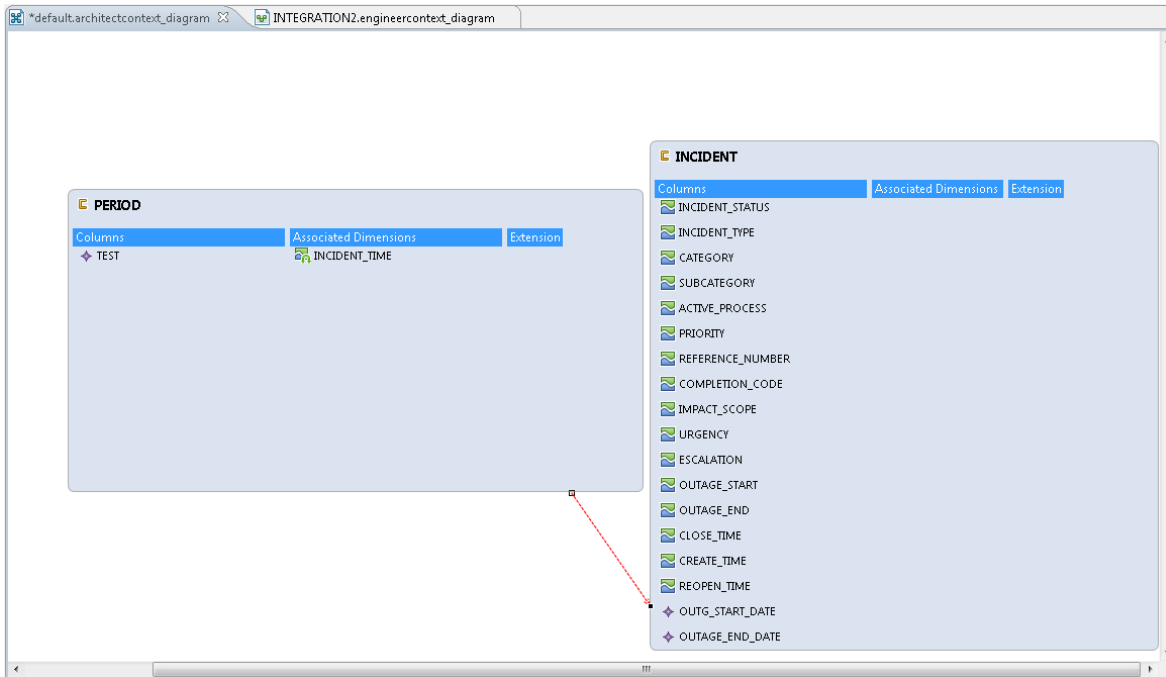 *default.architectcontext_diagram INTEGRATION2.engineercontext_diagram
PERIOD
Columns Associated Dimensions Extension
TEST INCIDENT_TIME
INCIDENT
Columns Associated Dimensions Extension
INCIDENT_STATUS
INCIDENT_TYPE
CATEGORY
SUBCATEGORY
ACTIVE_PROCESS
PRIORITY
REFERENCE_NUMBER
COMPLETION_CODE
IMPACT_SCOPE
URGENCY
ESCALATION
OUTAGE_START
OUTAGE_END
CLOSE_TIME
CREATE_TIME
REOPEN_TIME
OUTG_START_DATE
OUTAGE_END_DATE